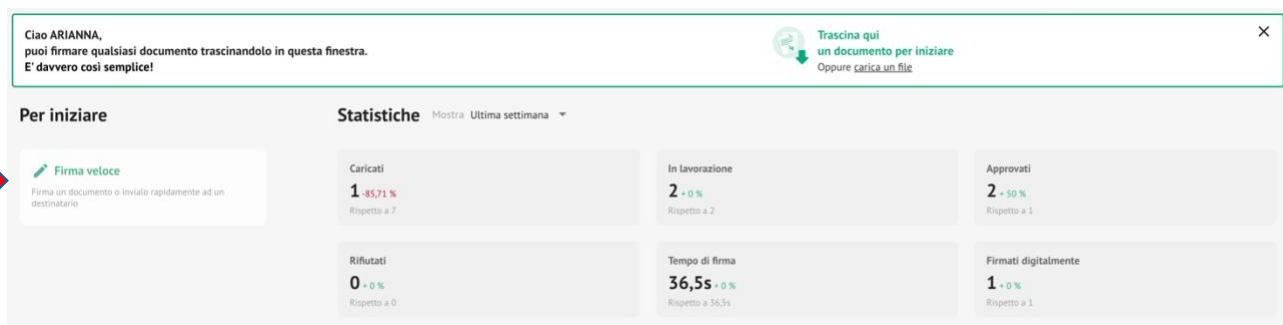 Ciao ARIANNA,
puoi firmare qualsiasi documento trascinandolo in questa finestra.
E' davvero così semplice!
Trascina qui
un documento per iniziare
Oppure carica un file
Per iniziare
Firma veloce
Firma un documento o invialo rapidamente ad un
destinatario
Statistiche Mostra Ultima settimana
Caricati
1 -85,71 %
Rispetto a 7
In lavorazione
2 + 0 %
Rispetto a 2
Approvati
2 + 50 %
Rispetto a 1
Rifiutati
0 + 0 %
Rispetto a 0
Tempo di firma
36,5s + 0 %
Rispetto a 36,5s
Firmati digitalmente
1 + 0 %
Rispetto a 1